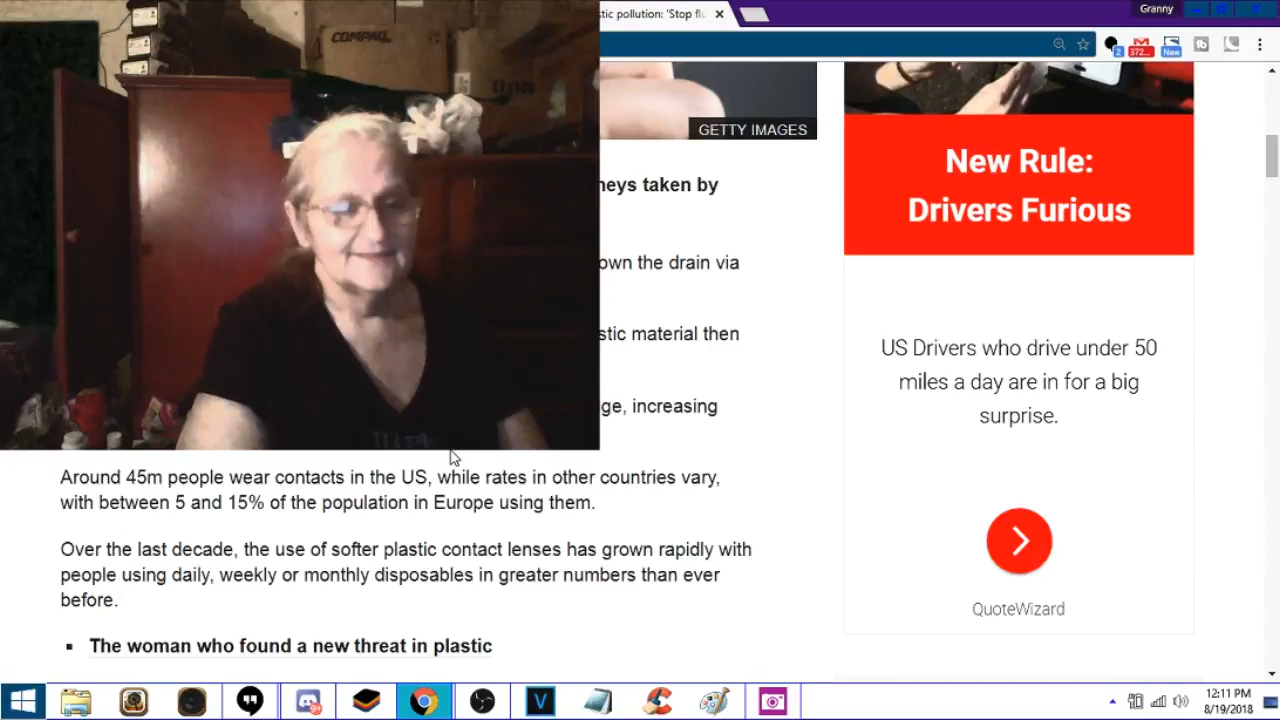 stic pollution: 'Stop flu
Granny
COMPAQ
372...
2
New
GETTY IMAGES
neys taken by
own the drain via
stic material then
ge, increasing
Around 45m people wear contacts in the US, while rates in other countries vary,
with between 5 and 15% of the population in Europe using them.
Over the last decade, the use of softer plastic contact lenses has grown rapidly with
people using daily, weekly or monthly disposables in greater numbers than ever
before.
The woman who found a new threat in plastic
New Rule:
Drivers Furious
US Drivers who drive under 50
miles a day are in for a big
surprise.
QuoteWizard
12:11 PM
8/19/2018